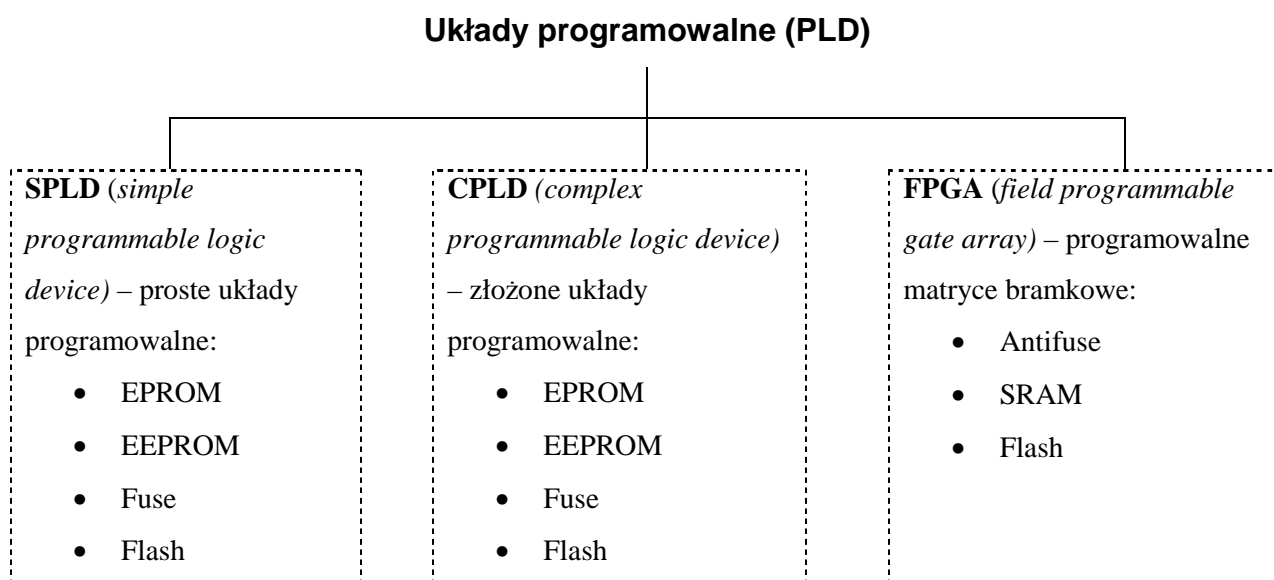 Układy programowalne (PLD)
SPLD (simple
programmable logic
device) – proste układy
programowalne:
• EPROM
• EEPROM
• Fuse
• Flash
CPLD (complex
programmable logic device)
– złożone układy
programowalne:
• EPROM
• EEPROM
• Fuse
• Flash
FPGA (field programmable
gate array) – programowalne
matryce bramkowe:
• Antifuse
• SRAM
• Flash